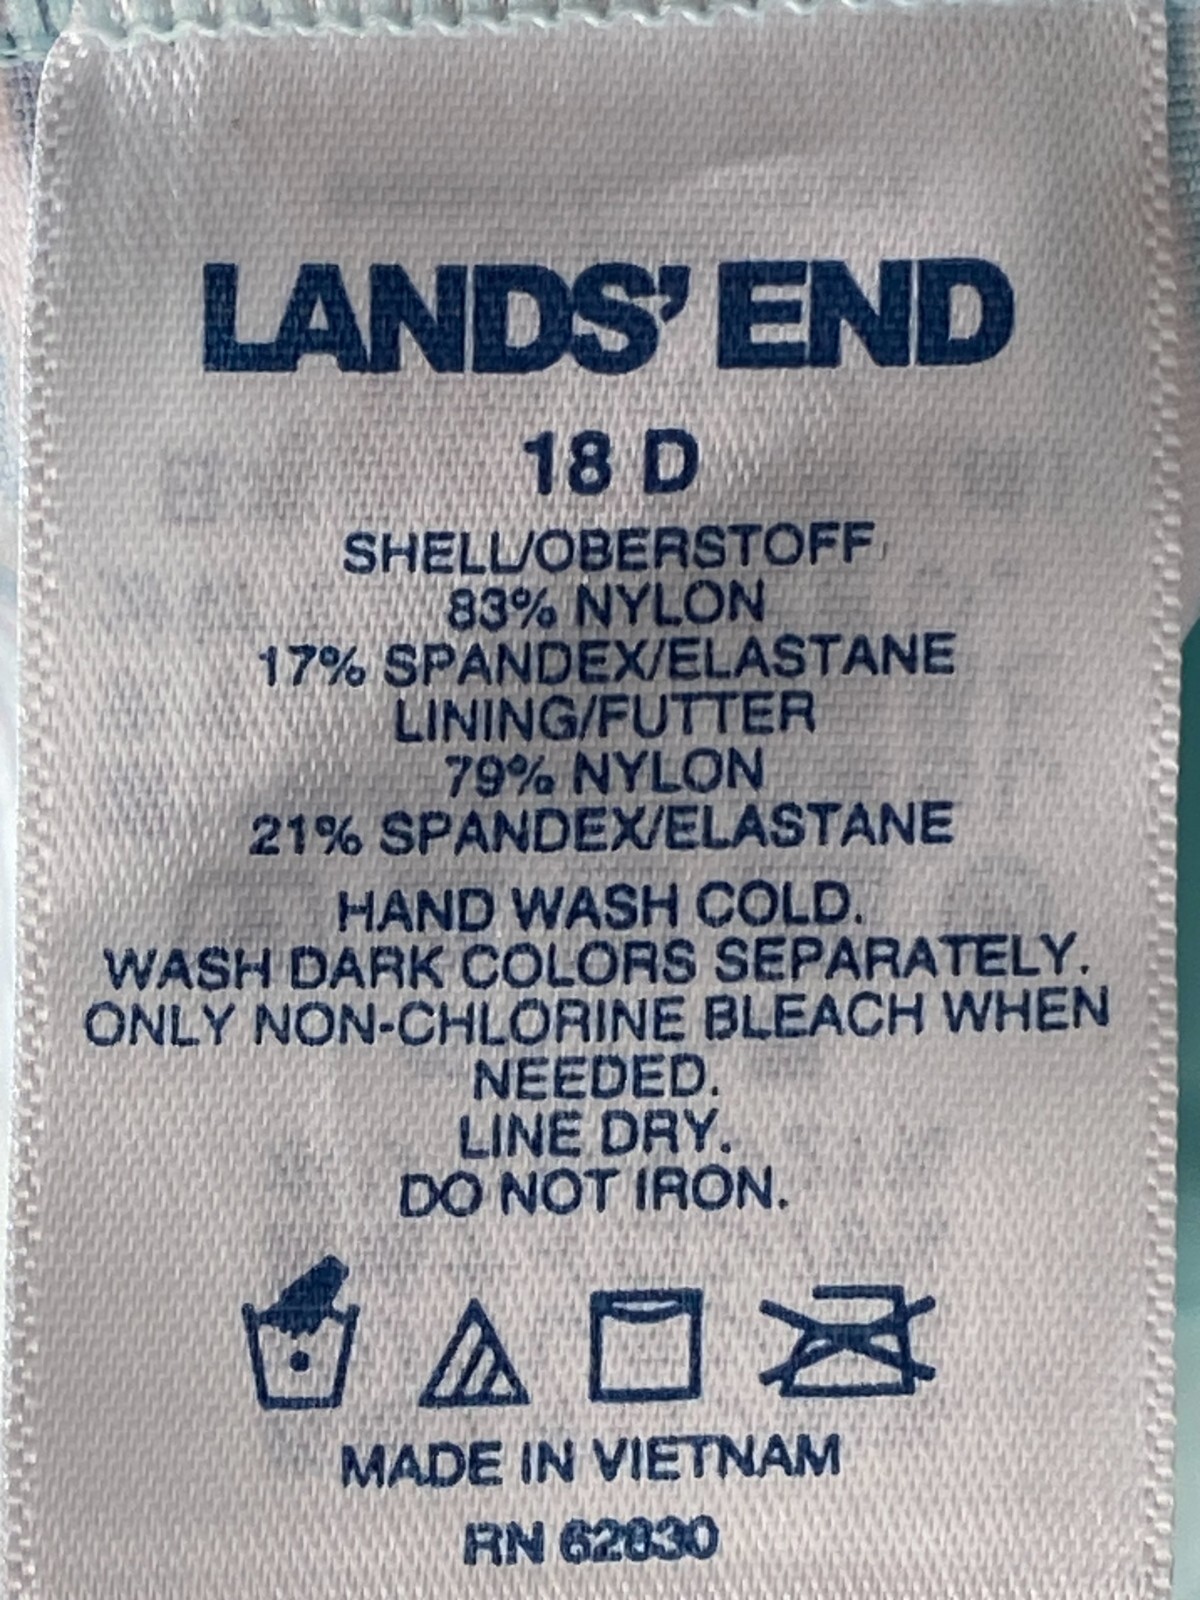 LANDS' END
18 D
SHELL/OBERSTOFF
83% NYLON
17% SPANDEX/ELASTANE
LINING/FUTTER
79% NYLON
21% SPANDEX/ELASTANE
HAND WASH COLD.
WASH DARK COLORS SEPARATELY.
ONLY NON-CHLORINE BLEACH WHEN
NEEDED.
LINE DRY.
DO NOT IRON.
MADE IN VIETNAM
RN 62830